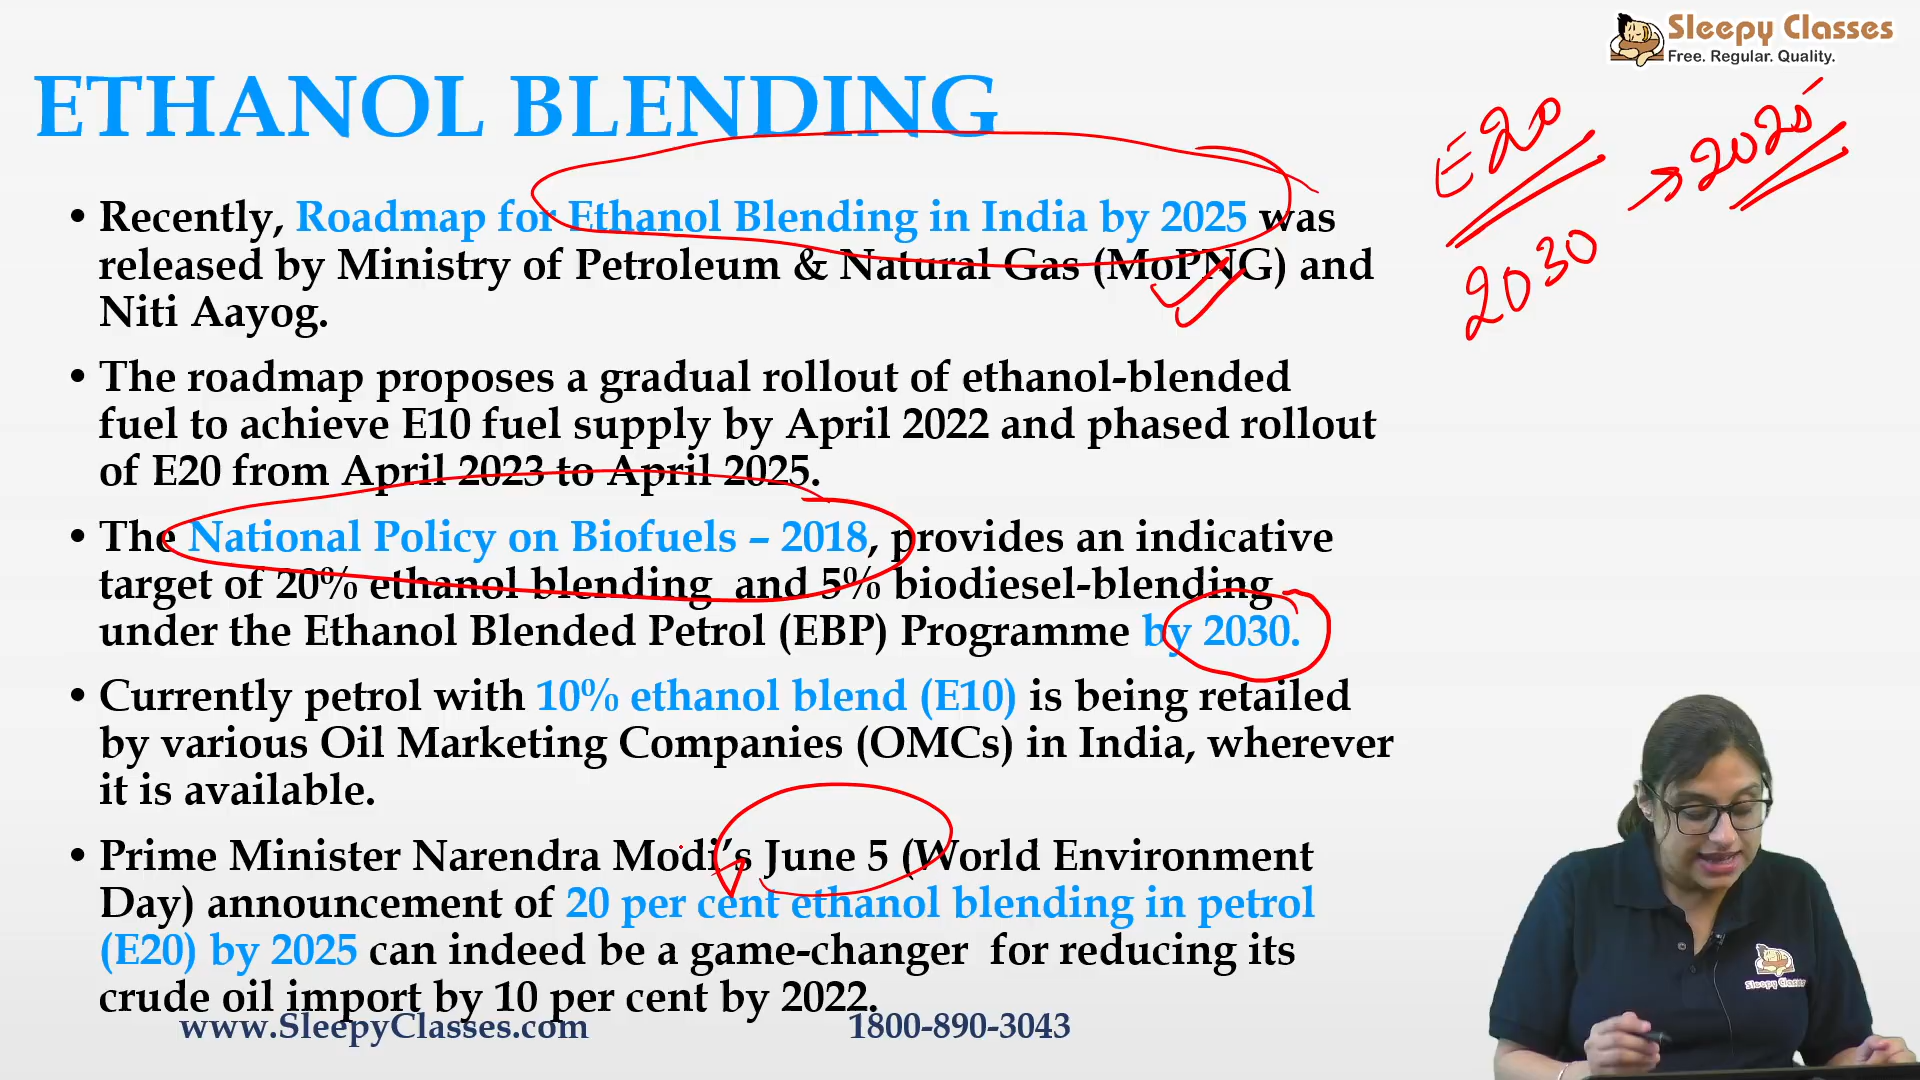 Sleepy Classes
Free. Regular. Quality.
ETHANOL BLENDING
E20
→ 2025
2030
• Recently, Roadmap for Ethanol Blending in India by 2025 was
released by Ministry of Petroleum & Natural Gas (MoPNG) and
Niti Aayog.
• The roadmap proposes a gradual rollout of ethanol-blended
fuel to achieve E10 fuel supply by April 2022 and phased rollout
of E20 from April 2023 to April 2025.
• The National Policy on Biofuels – 2018, provides an indicative
target of 20% ethanol blending and 5% biodiesel-blending
under the Ethanol Blended Petrol (EBP) Programme by 2030.
• Currently petrol with 10% ethanol blend (E10) is being retailed
by various Oil Marketing Companies (OMCs) in India, wherever
it is available.
• Prime Minister Narendra Modi’s June 5 (World Environment
Day) announcement of 20 per cent ethanol blending in petrol
(E20) by 2025 can indeed be a game-changer for reducing its
crude oil import by 10 per cent by 2022.
www.SleepyClasses.com
1800-890-3043
Sleepy Classes